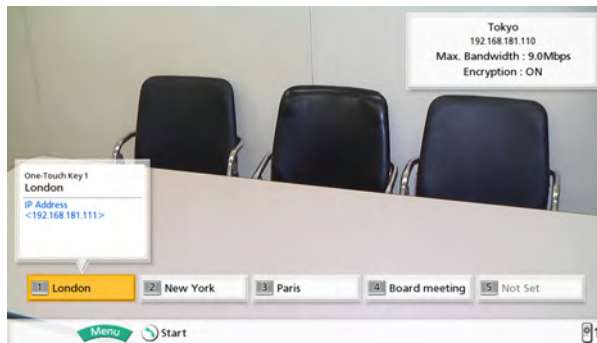 Tokyo
192.168.181.110
Max. Bandwidth : 9.0Mbps
Encryption : ON
One-Touch Key 1
London
IP Address
<192.168.181.111>
1 London
2 New York
3 Paris
4 Board meeting
5 Not Set
Menu
Start
1